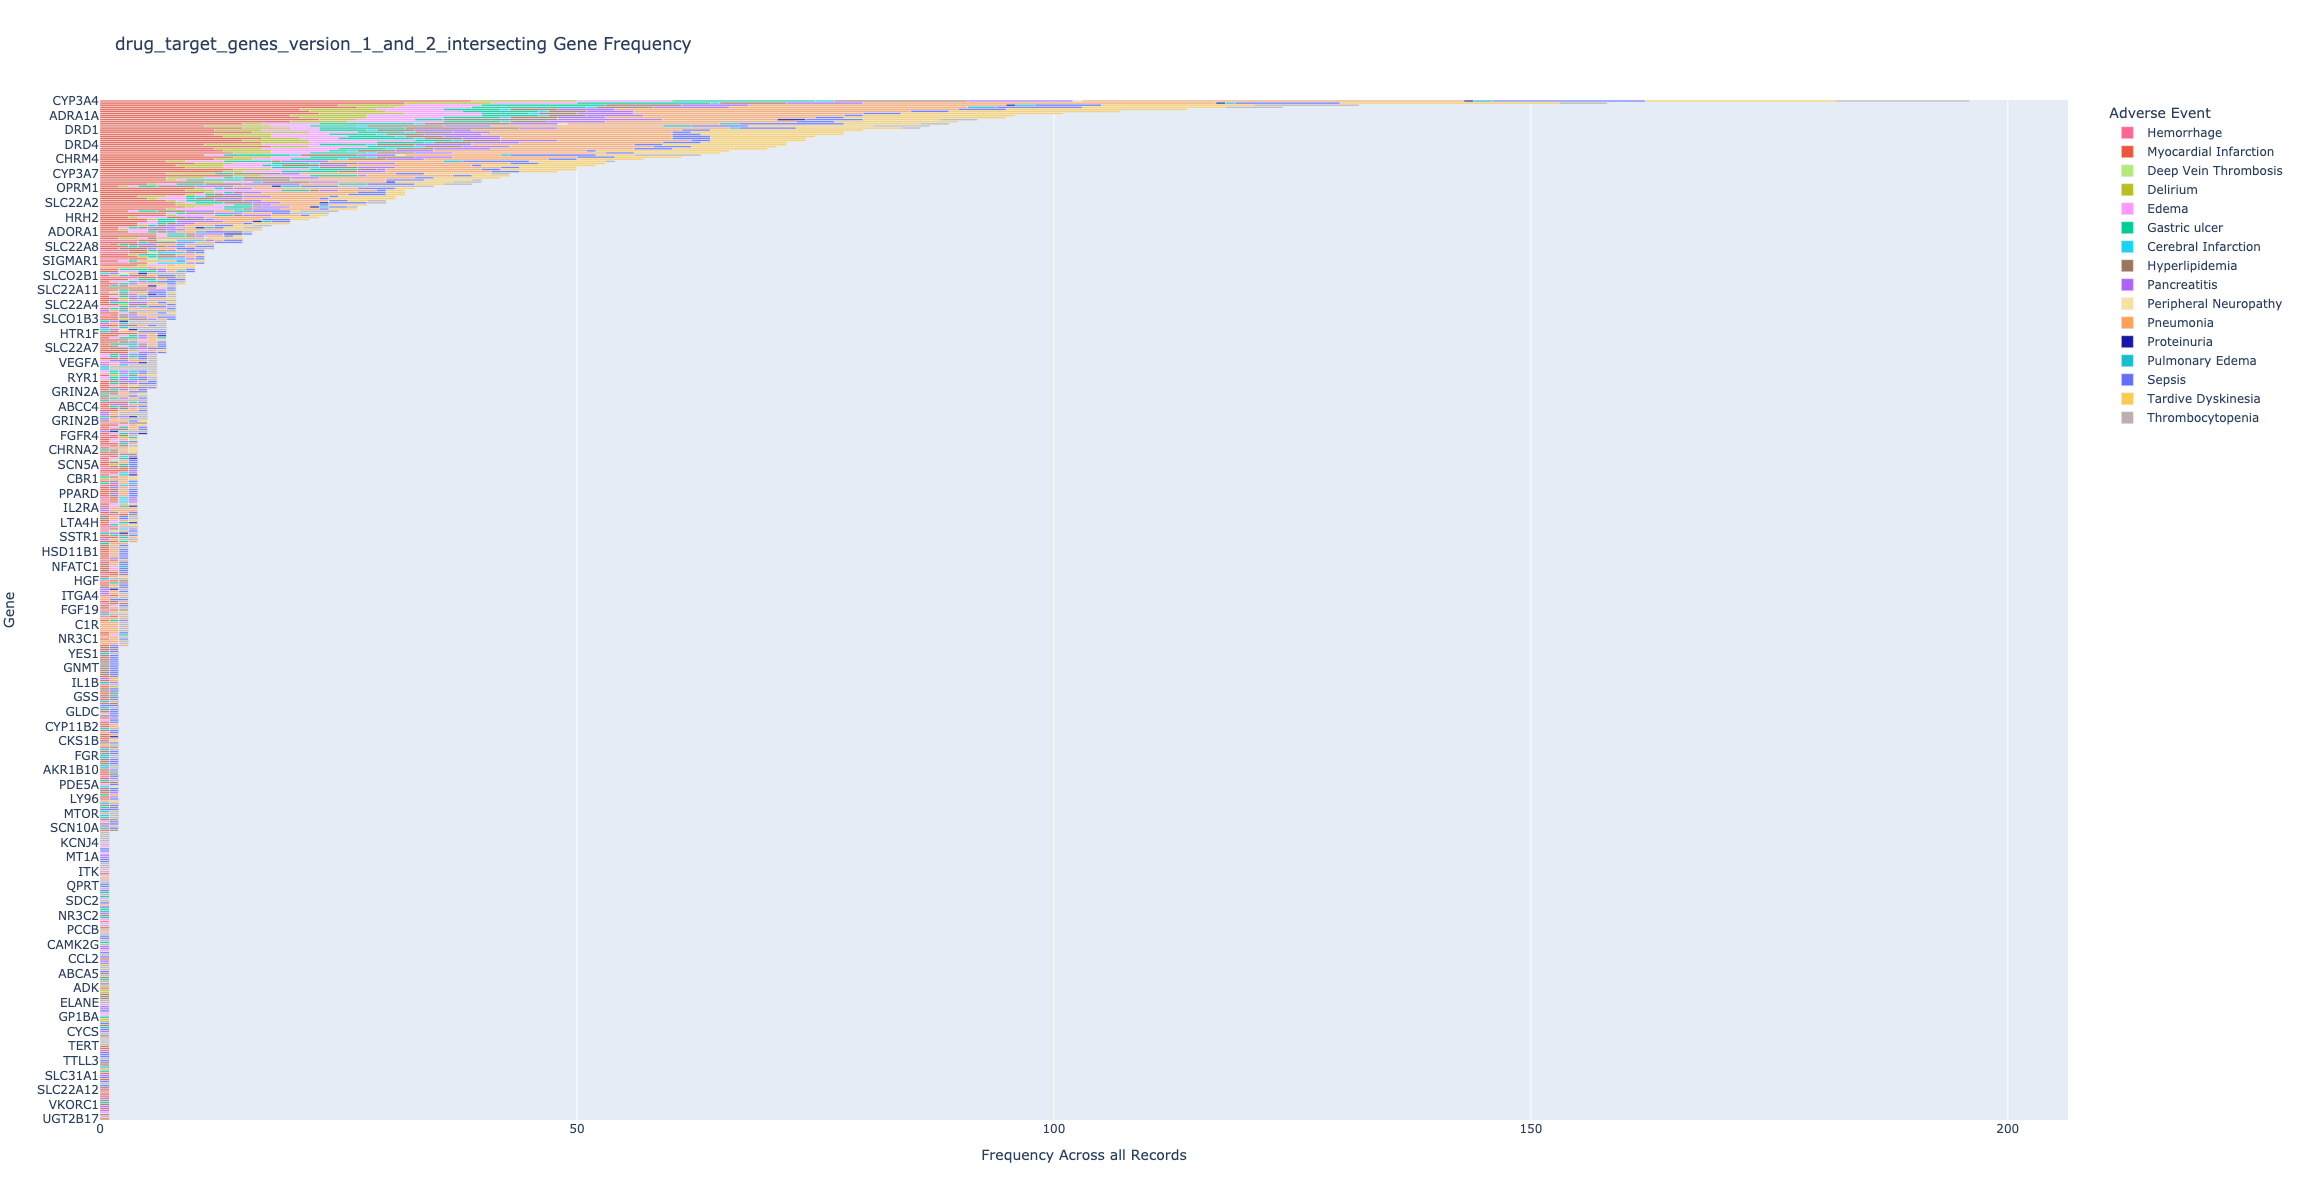 drug_target_genes_version_1_and_2_intersecting Gene Frequency
CYP3A4
ADRA1A
DRD1
DRD4
CHRM4
CYP3A7
OPRM1
SLC22A2
HRH2
ADORA1
SLC22A8
SIGMAR1
SLCO2B1
SLC22A11
SLC22A4
SLCO1B3
HTR1F
SLC22A7
VEGFA
RYR1
GRIN2A
ABCC4
GRIN2B
FGFR4
CHRNA2
SCN5A
CBR1
PPARD
IL2RA
LTA4H
SSTR1
HSD11B1
NFATC1
HGF
ITGA4
FGF19
C1R
NR3C1
YES1
GNMT
IL1B
GSS
GLDC
CYP11B2
CKS1B
FGR
AKR1B10
PDE5A
LY96
MTOR
SCN10A
KCNJ4
MT1A
ITK
QPRT
SDC2
NR3C2
PCCB
CAMK2G
CCL2
ABCA5
ADK
ELANE
GP1BA
CYCS
TERT
TTLL3
SLC31A1
SLC22A12
VKORC1
UGT2B17
Gene
0 50 100 150 200
Frequency Across all Records
Adverse Event
Hemorrhage
Myocardial Infarction
Deep Vein Thrombosis
Delirium
Edema
Gastric ulcer
Cerebral Infarction
Hyperlipidemia
Pancreatitis
Peripheral Neuropathy
Pneumonia
Proteinuria
Pulmonary Edema
Sepsis
Tardive Dyskinesia
Thrombocytopenia